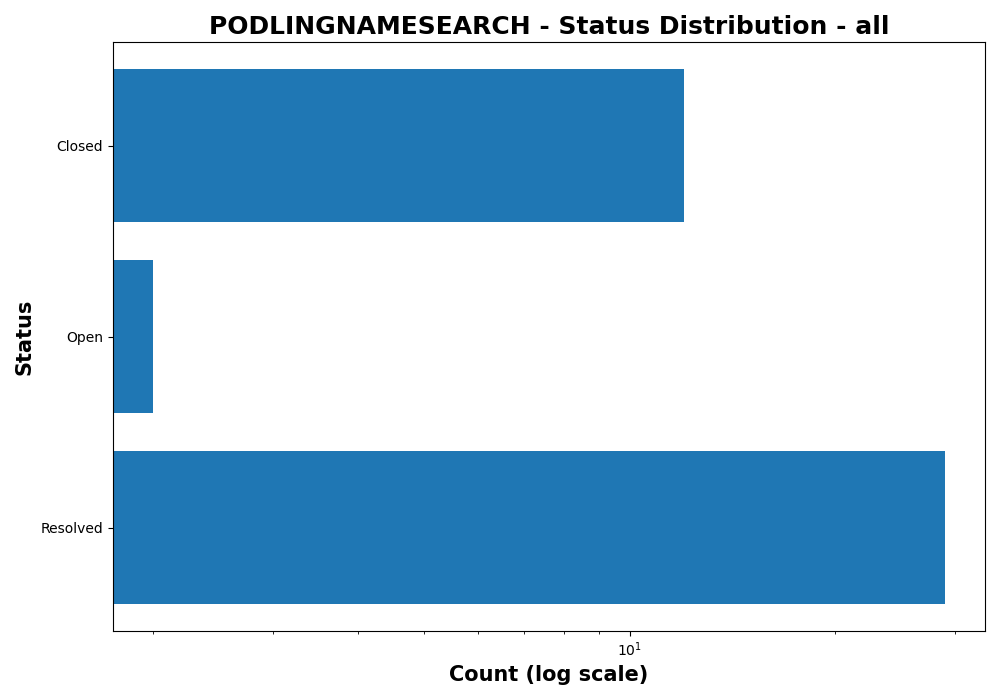 PODLINGNAMESEARCH - Status Distribution - all
Closed
Open
Resolved
Status
10¹
Count (log scale)